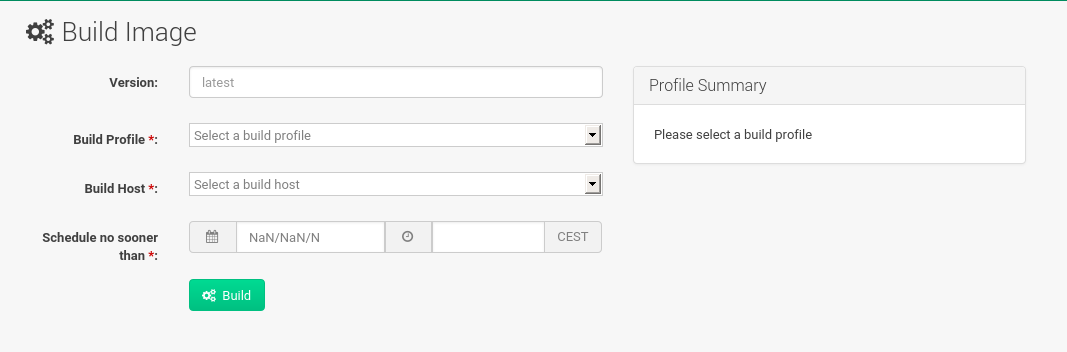 Build Image
Version:
latest
Build Profile *:
Select a build profile
Build Host *:
Select a build host
Schedule no sooner
than *:
NaN/NaN/N
CEST
Build
Profile Summary
Please select a build profile